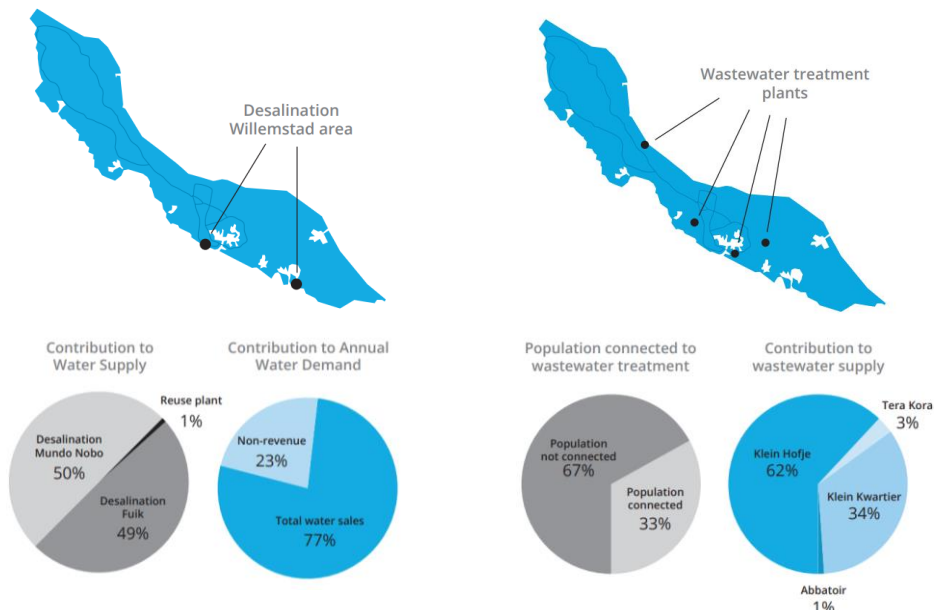 Desalination
Willemstad area
Wastewater treatment
plants
Contribution to
Water Supply
Reuse plant
1%
Desalination
Mundo Nobo
50%
Desalination
Fuik
49%
Contribution to Annual
Water Demand
Non-revenue
23%
Total water sales
77%
Population connected to
wastewater treatment
Population
not connected
67%
Population
connected
33%
Contribution to
wastewater supply
Tera Kora
3%
Klein Hofje
62%
Klein Kwartier
34%
Abbatoir
1%